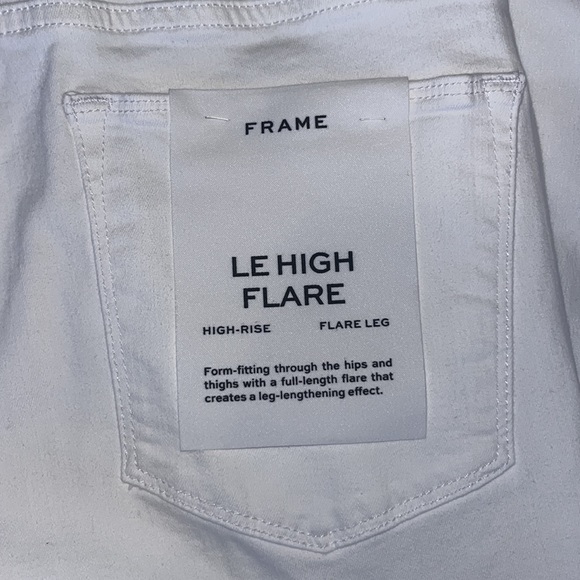 FRAME
LE HIGH
FLARE
HIGH-RISE FLARE LEG
Form-fitting through the hips and
thighs with a full-length flare that
creates a leg-lengthening effect.